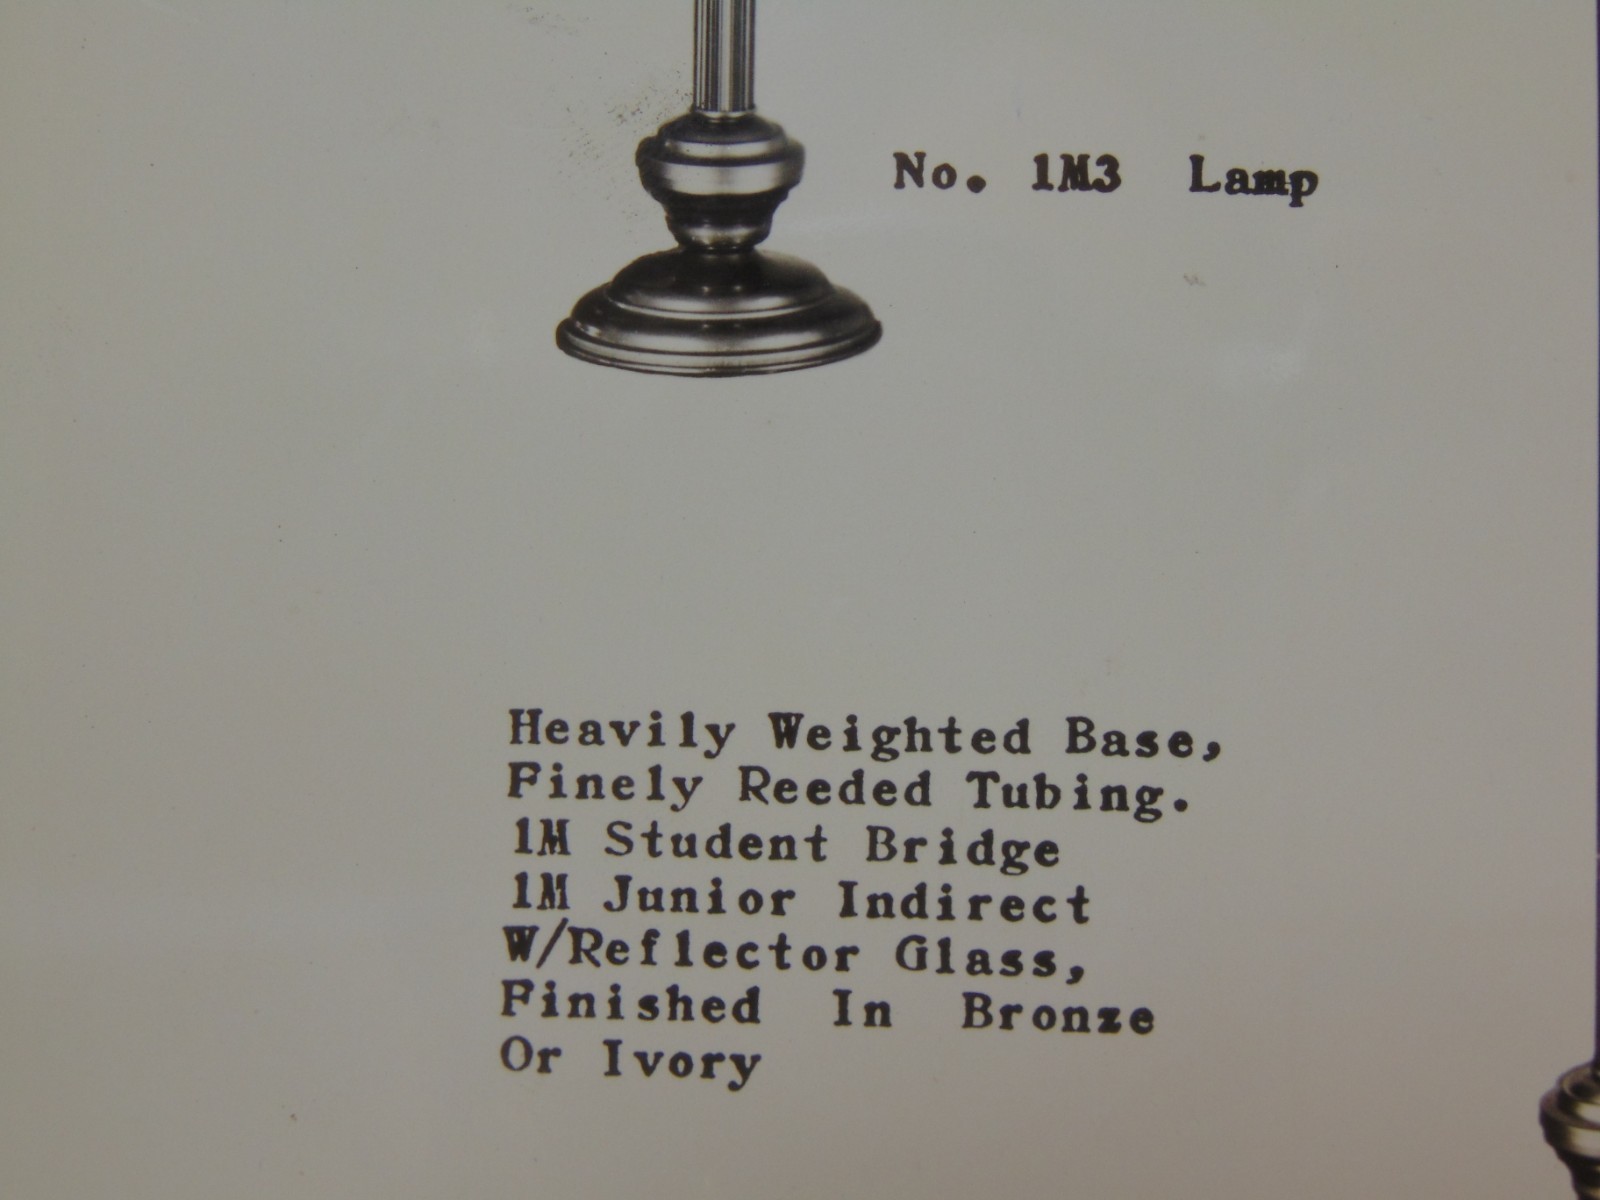 No. 1M3 Lamp
Heavily Weighted Base,
Finely Reeded Tubing.
1M Student Bridge
1M Junior Indirect
W/Reflector Glass,
Finished In Bronze
Or Ivory